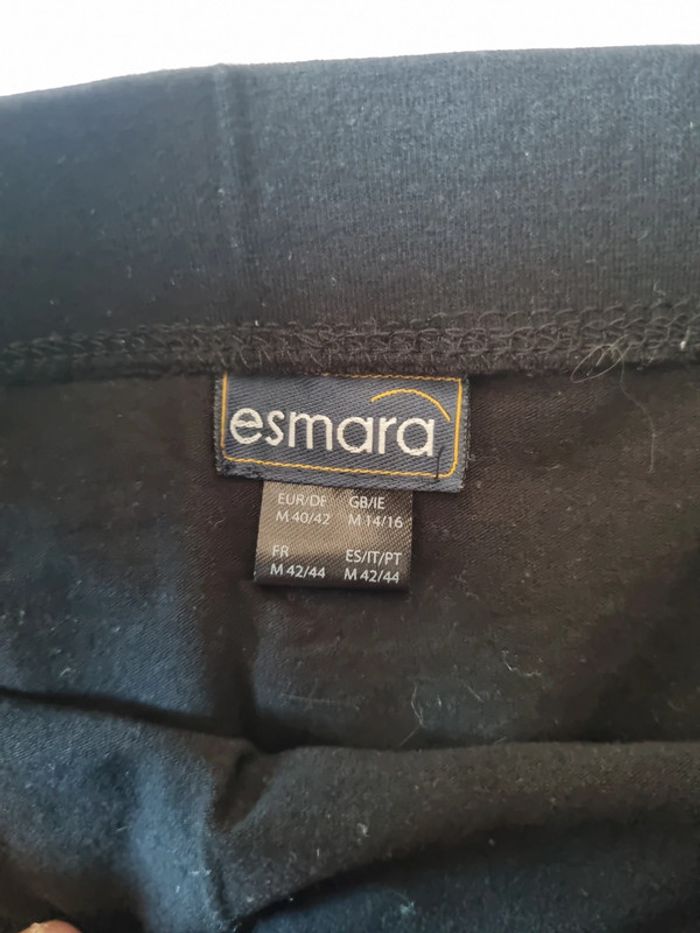 esmara
EUR/DE GB/IE
M 40/42 M 14/16
FR ES/IT/PT
M 42/44 M 42/44